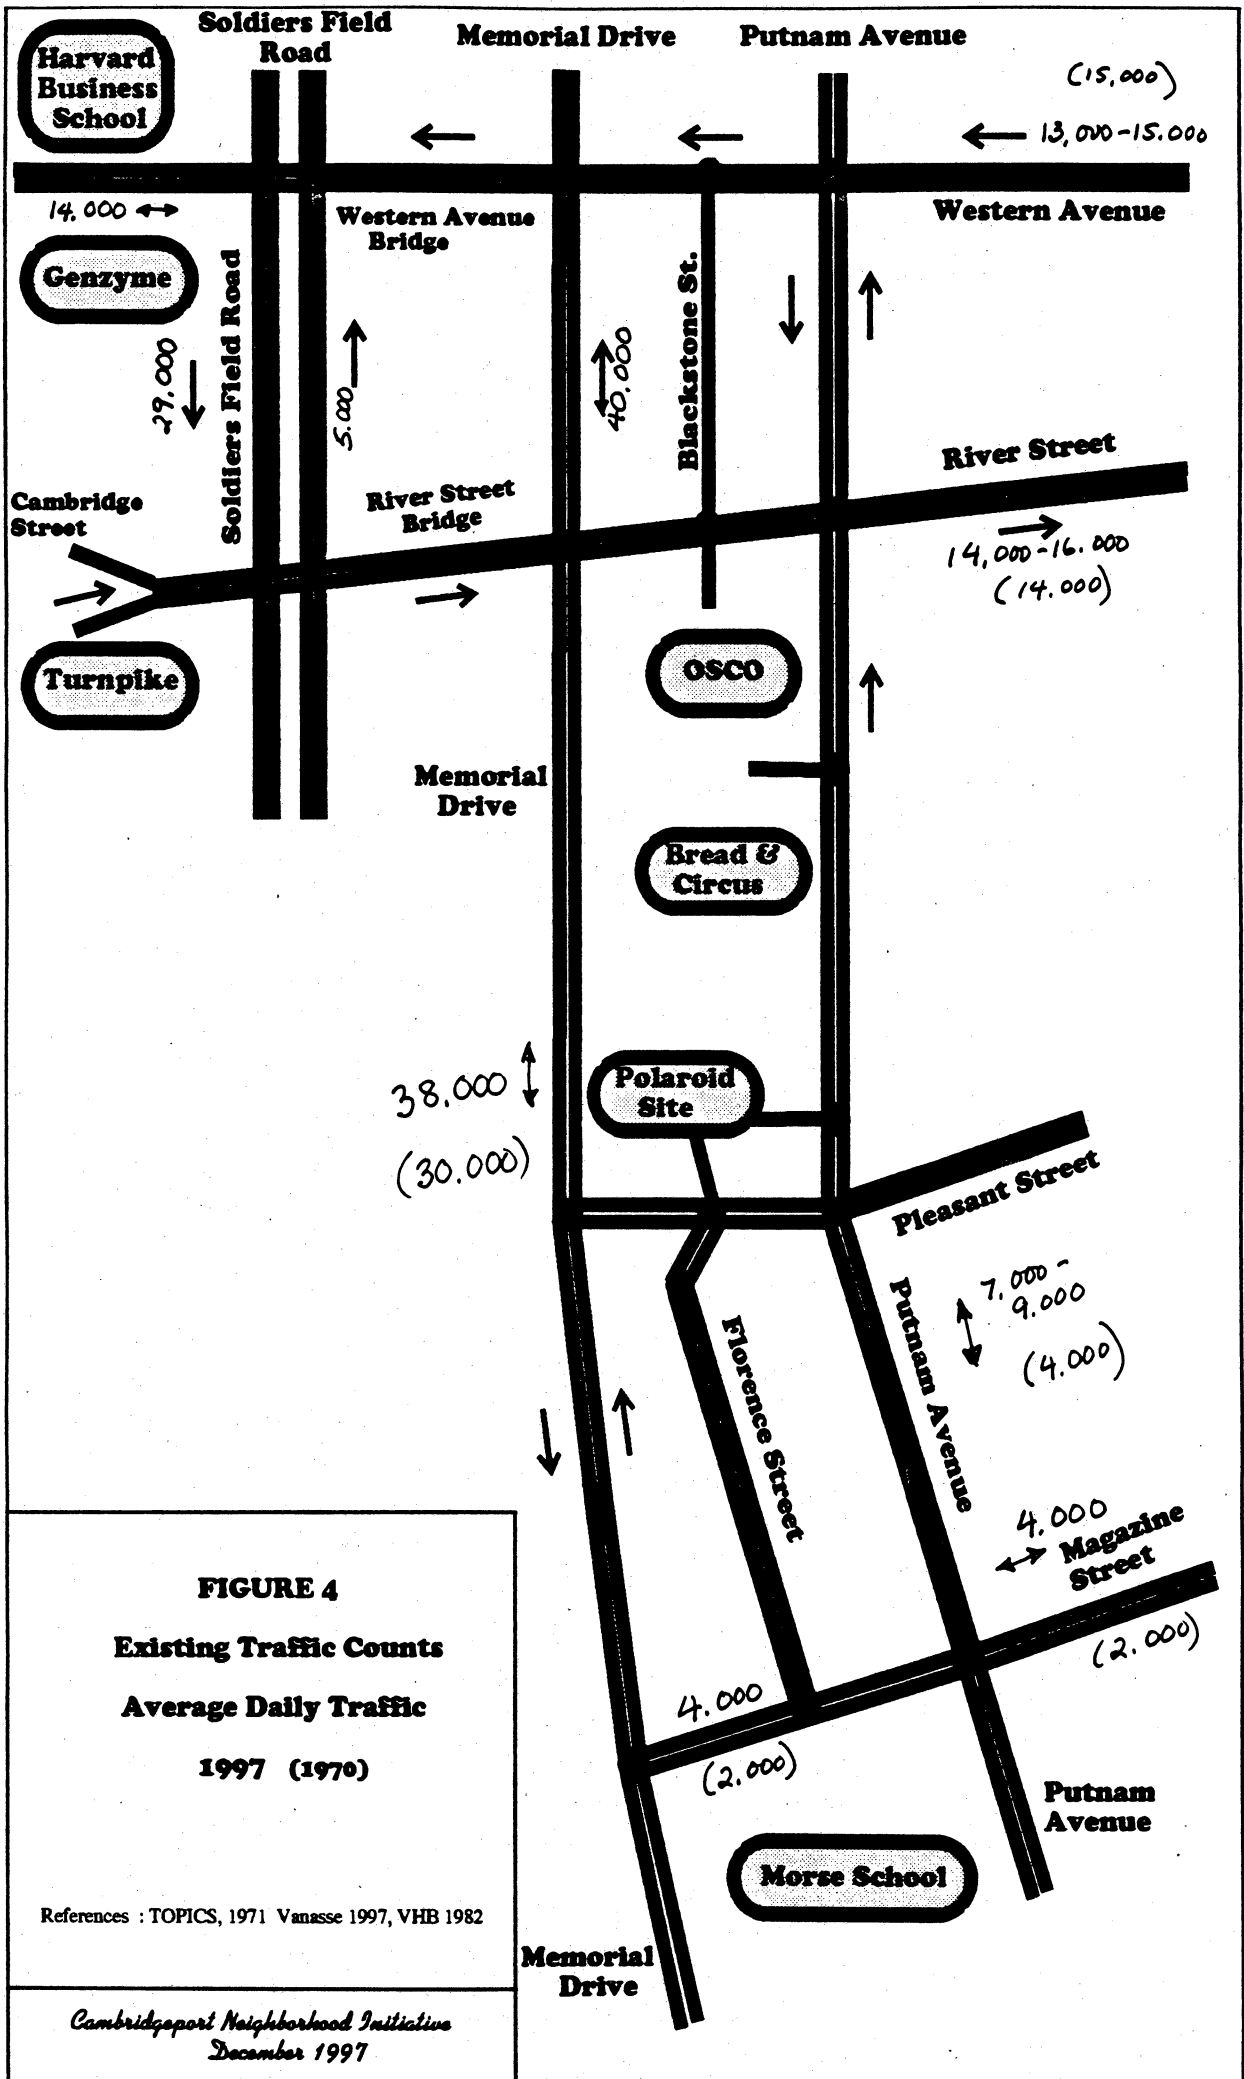 Soldiers Field
Road
Memorial Drive
Putnam Avenue
Harvard
Business
School
(15,000)
13,000-15.000
14.000
Western Avenue
Bridge
Western Avenue
Genzyme
29.000
Soldiers Field Road
5.000
40.000
Blackstone St.
River Street
Cambridge
Street
River Street
Bridge
14,000-16.000
(14.000)
Turnpike
OSCO
Memorial
Drive
Bread &
Circus
38.000
(30.000)
Polaroid
Site
Pleasant Street
7.000 -
9.000
(4.000)
Putnam Avenue
Florence Street
4.000
Magazine
Street
(2.000)
4.000
(2.000)
Putnam
Avenue
Morse School
Memorial
Drive
FIGURE 4
Existing Traffic Counts
Average Daily Traffic
1997 (1970)
References : TOPICS, 1971 Vanasse 1997, VHB 1982
Cambridgeport Neighborhood Initiative
December 1997